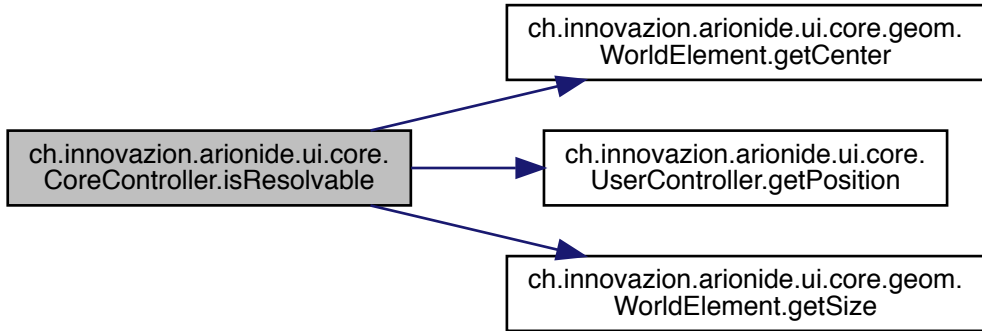 ch.innovazion.arionide.ui.core.geom.
WorldElement.getCenter
ch.innovazion.arionide.ui.core.
CoreController.isResolvable
ch.innovazion.arionide.ui.core.
UserController.getPosition
ch.innovazion.arionide.ui.core.geom.
WorldElement.getSize